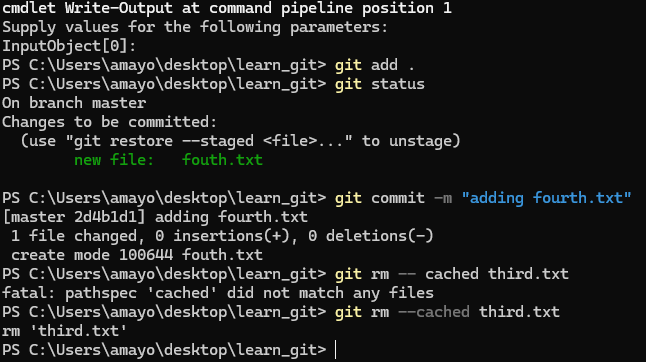 cmdlet Write-Output at command pipeline position 1
Supply values for the following parameters:
InputObject[0]:
PS C:\Users\amayo\desktop\learn_git> git add .
PS C:\Users\amayo\desktop\learn_git> git status
On branch master
Changes to be committed:
  (use "git restore --staged <file>..." to unstage)
        new file:   fouth.txt

PS C:\Users\amayo\desktop\learn_git> git commit -m "adding fourth.txt"
[master 2d4b1d1] adding fourth.txt
 1 file changed, 0 insertions(+), 0 deletions(-)
 create mode 100644 fouth.txt
PS C:\Users\amayo\desktop\learn_git> git rm -- cached third.txt
fatal: pathspec 'cached' did not match any files
PS C:\Users\amayo\desktop\learn_git> git rm --cached third.txt
rm 'third.txt'
PS C:\Users\amayo\desktop\learn_git>